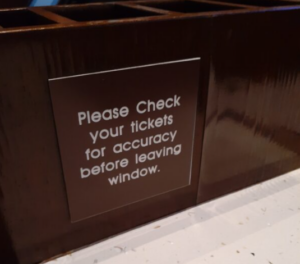 Please Check
your tickets
for accuracy
before leaving
window.